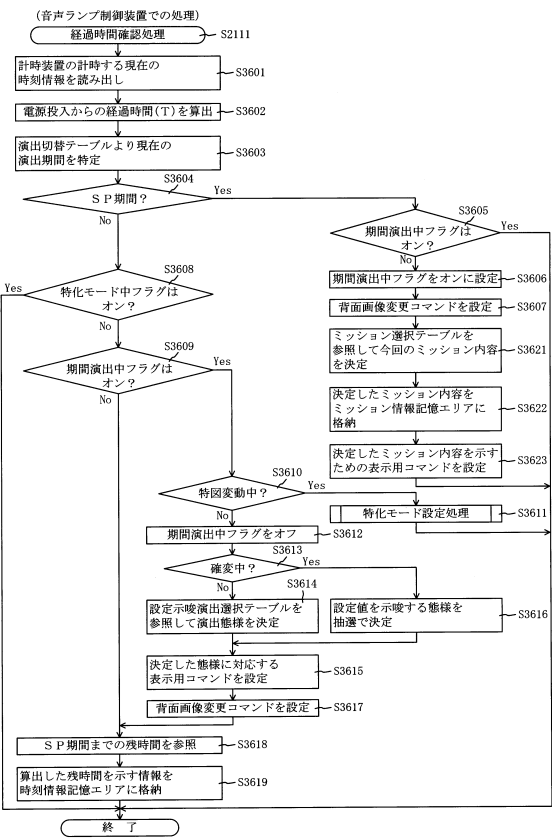 (音声ランプ制御装置での処理)
経過時間確認処理
S2111
計時装置の計時する現在の
時刻情報を読み出し
S3601
電源投入からの経過時間(T)を算出
S3602
演出切替テーブルより現在の
演出期間を特定
S3603
S3604
SP期間?
Yes
No
S3605
期間演出中フラグは
オン?
Yes
No
期間演出中フラグをオンに設定
S3606
背面画像変更コマンドを設定
S3607
ミッション選択テーブルを
参照して今回のミッション内容
を決定
S3621
決定したミッション内容を
ミッション情報記憶エリアに
格納
S3622
決定したミッション内容を示す
ための表示用コマンドを設定
S3623
S3608
Yes
特化モード中フラグは
オン?
No
S3609
期間演出中フラグは
オン?
Yes
No
S3610
特図変動中?
Yes
No
特化モード設定処理
S3611
期間演出中フラグをオフ
S3612
S3613
確変中?
Yes
No
S3614
設定示唆演出選択テーブルを
参照して演出態様を決定
設定値を示唆する態様を
抽選で決定
S3616
決定した態様に対応する
表示用コマンドを設定
S3615
背面画像変更コマンドを設定
S3617
SP期間までの残時間を参照
S3618
算出した残時間を示す情報を
時刻情報記憶エリアに格納
S3619
終 了